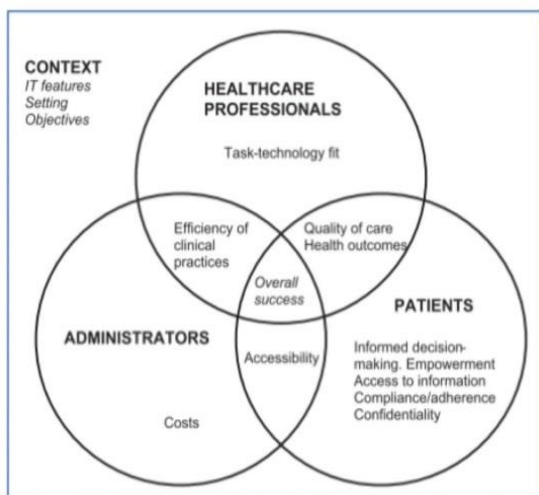 CONTEXT
IT features
Setting
Objectives
HEALTHCARE
PROFESSIONALS
Task-technology fit
Efficiency of
clinical
practices
Quality of care
Health outcomes
Overall
success
ADMINISTRATORS
Costs
Accessibility
PATIENTS
Informed decision-
making. Empowerment
Access to information
Compliance/adherence
Confidentiality